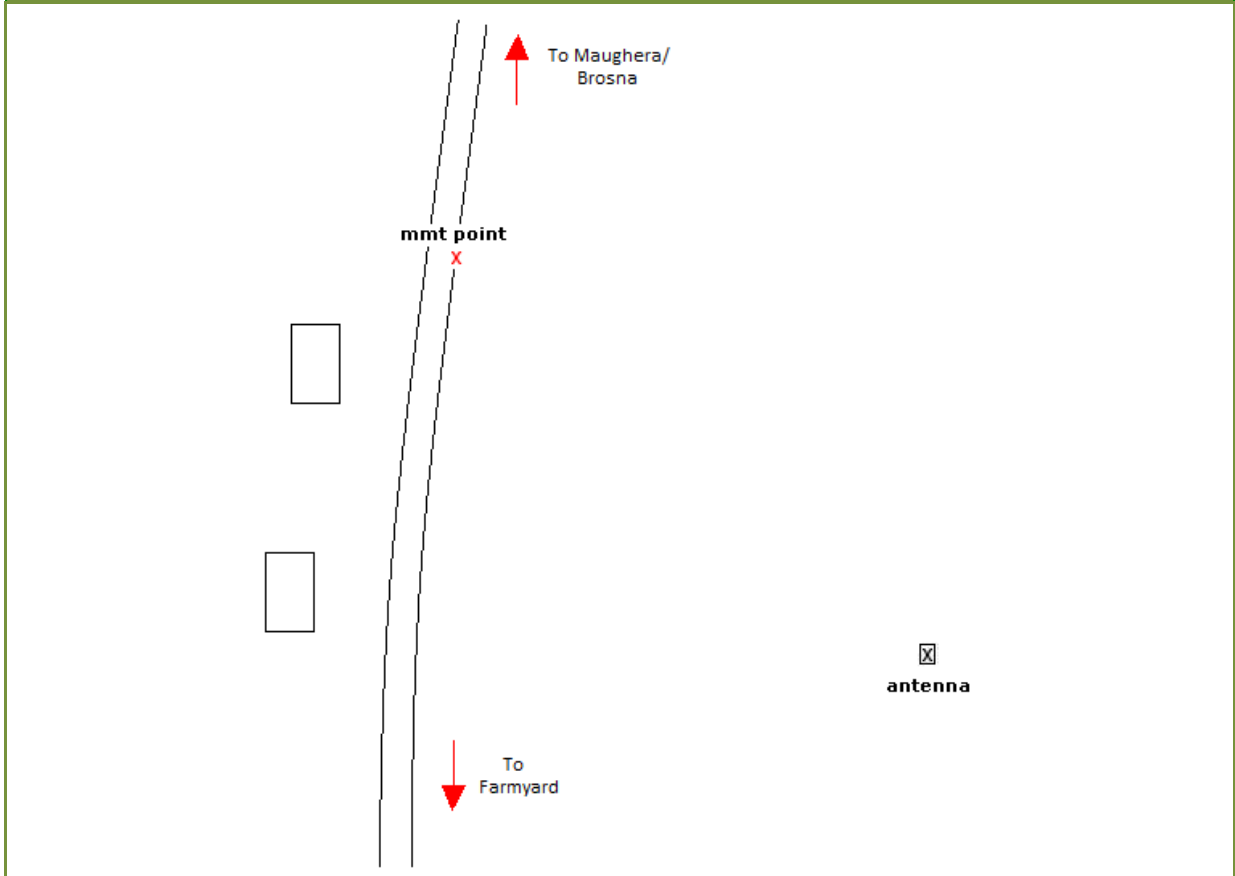 To Maughera/
Brosna
mmt point
X
X
antenna
To
Farmyard